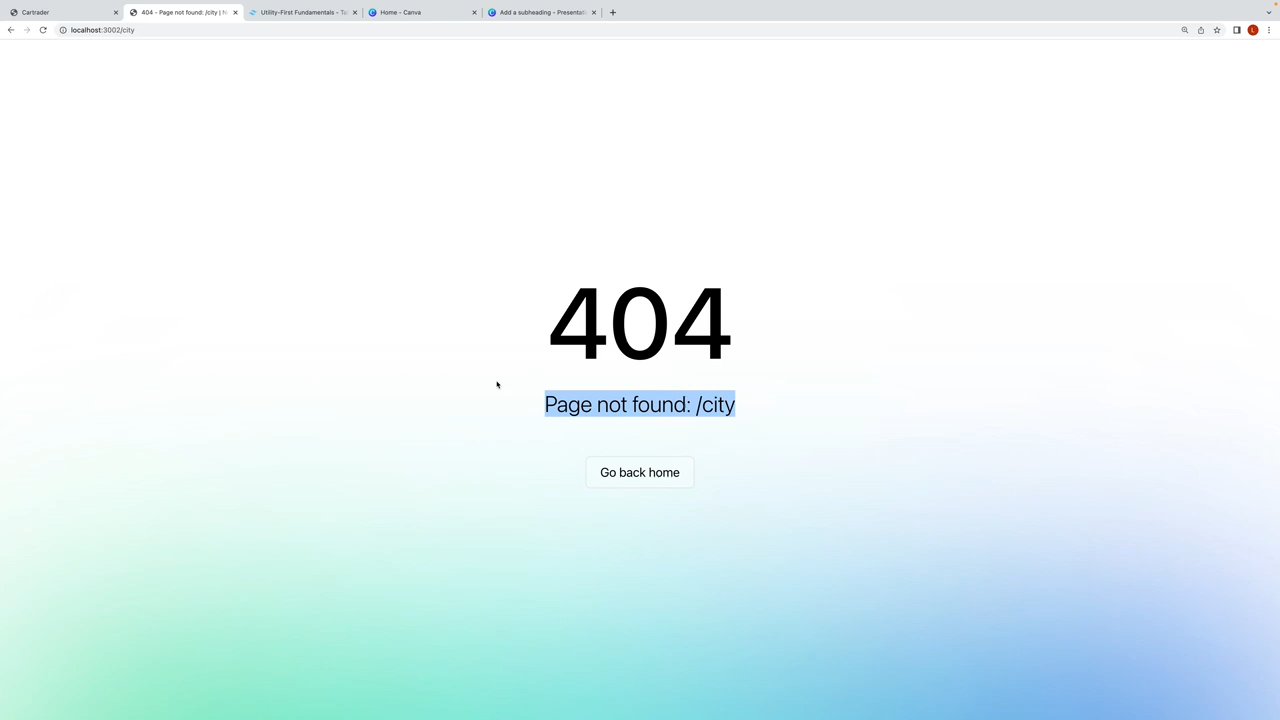 Cartrader
404 - Page not found: /city | N
Utility-First Fundamentals - Ta
Home - Canva
Add a subheading - Presentati
localhost:3002/city
L
404
Page not found: /city
Go back home